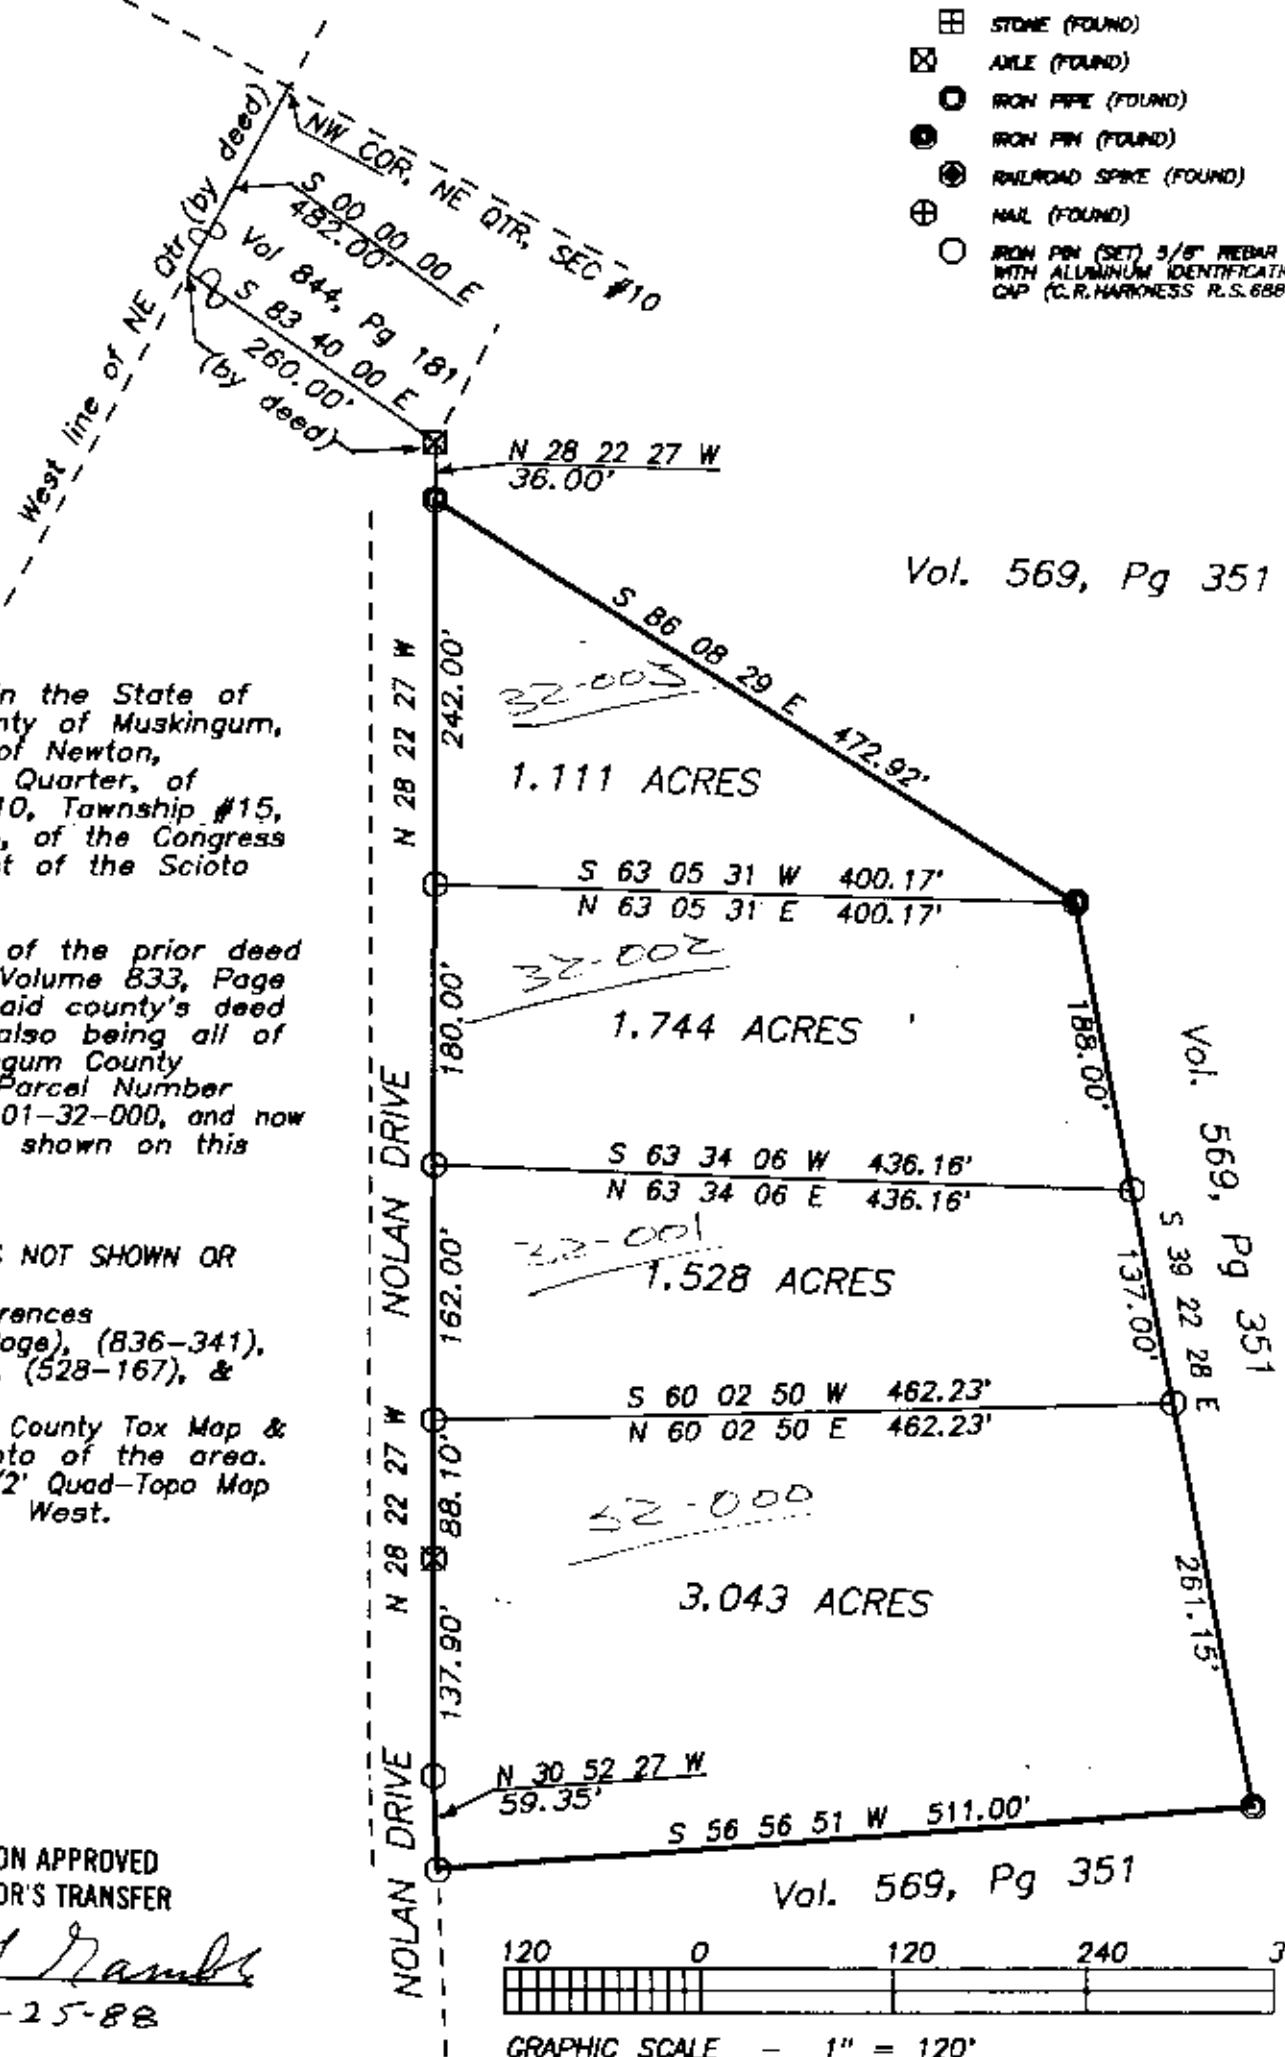 STONE (FOUND)
AXLE (FOUND)
IRON PIPE (FOUND)
IRON PIN (FOUND)
RAILROAD SPIKE (FOUND)
NAIL (FOUND)
IRON PIN (SET) 5/8" REBAR
WITH ALUMINUM IDENTIFICATI
CAP (C.R.HARKNESS R.S.688
NW COR, NE QTR, SEC #10
S 00 00 00 E
482.00'
(by deed)
Vol 844, Pg 181
S 83 40 00 E
260.00'
(by deed)
West line of NE Qtr
N 28 22 27 W
36.00'
Vol. 569, Pg 351
S 86 08 29 E 472.92'
N 28 22 27 W
242.00'
32-003
1.111 ACRES
in the State of
nty of Muskingum,
of Newton,
Quarter, of
10, Township #15,
, of the Congress
t of the Scioto
S 63 05 31 W 400.17'
N 63 05 31 E 400.17'
of the prior deed
Volume 833, Page
aid county's deed
also being all of
gum County
Parcel Number
01-32-000, and now
shown on this
32-002
180.00'
1.744 ACRES
188.00'
Vol. 569, Pg 351
NOLAN DRIVE
S 63 34 06 W 436.16'
N 63 34 06 E 436.16'
S NOT SHOWN OR
rences
age), (836-341),
, (528-167), &
County Tax Map &
oto of the area.
/2' Quad-Topo Map
West.
32-001
162.00'
1.528 ACRES
137.00'
S 39 22 28 E
S 60 02 50 W 462.23'
N 60 02 50 E 462.23'
N 28 22 27 W
88.10'
32-000
3.043 ACRES
261.15'
137.90'
N 30 52 27 W
59.35'
NOLAN DRIVE
S 56 56 51 W 511.00'
Vol. 569, Pg 351
ON APPROVED
OR'S TRANSFER
-25-88
120 0 120 240 3
GRAPHIC SCALE - 1" = 120'